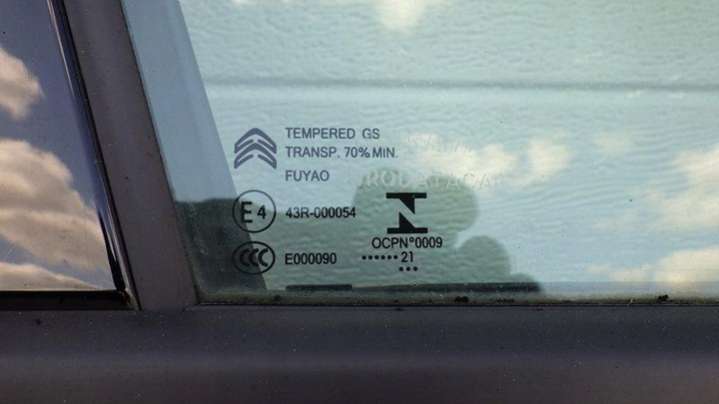 TEMPERED GS
TRANSP. 70% MIN.
FUYAO
E4 43R-000054
CCC E000090
OCPN°0009
•••••• 21
•••